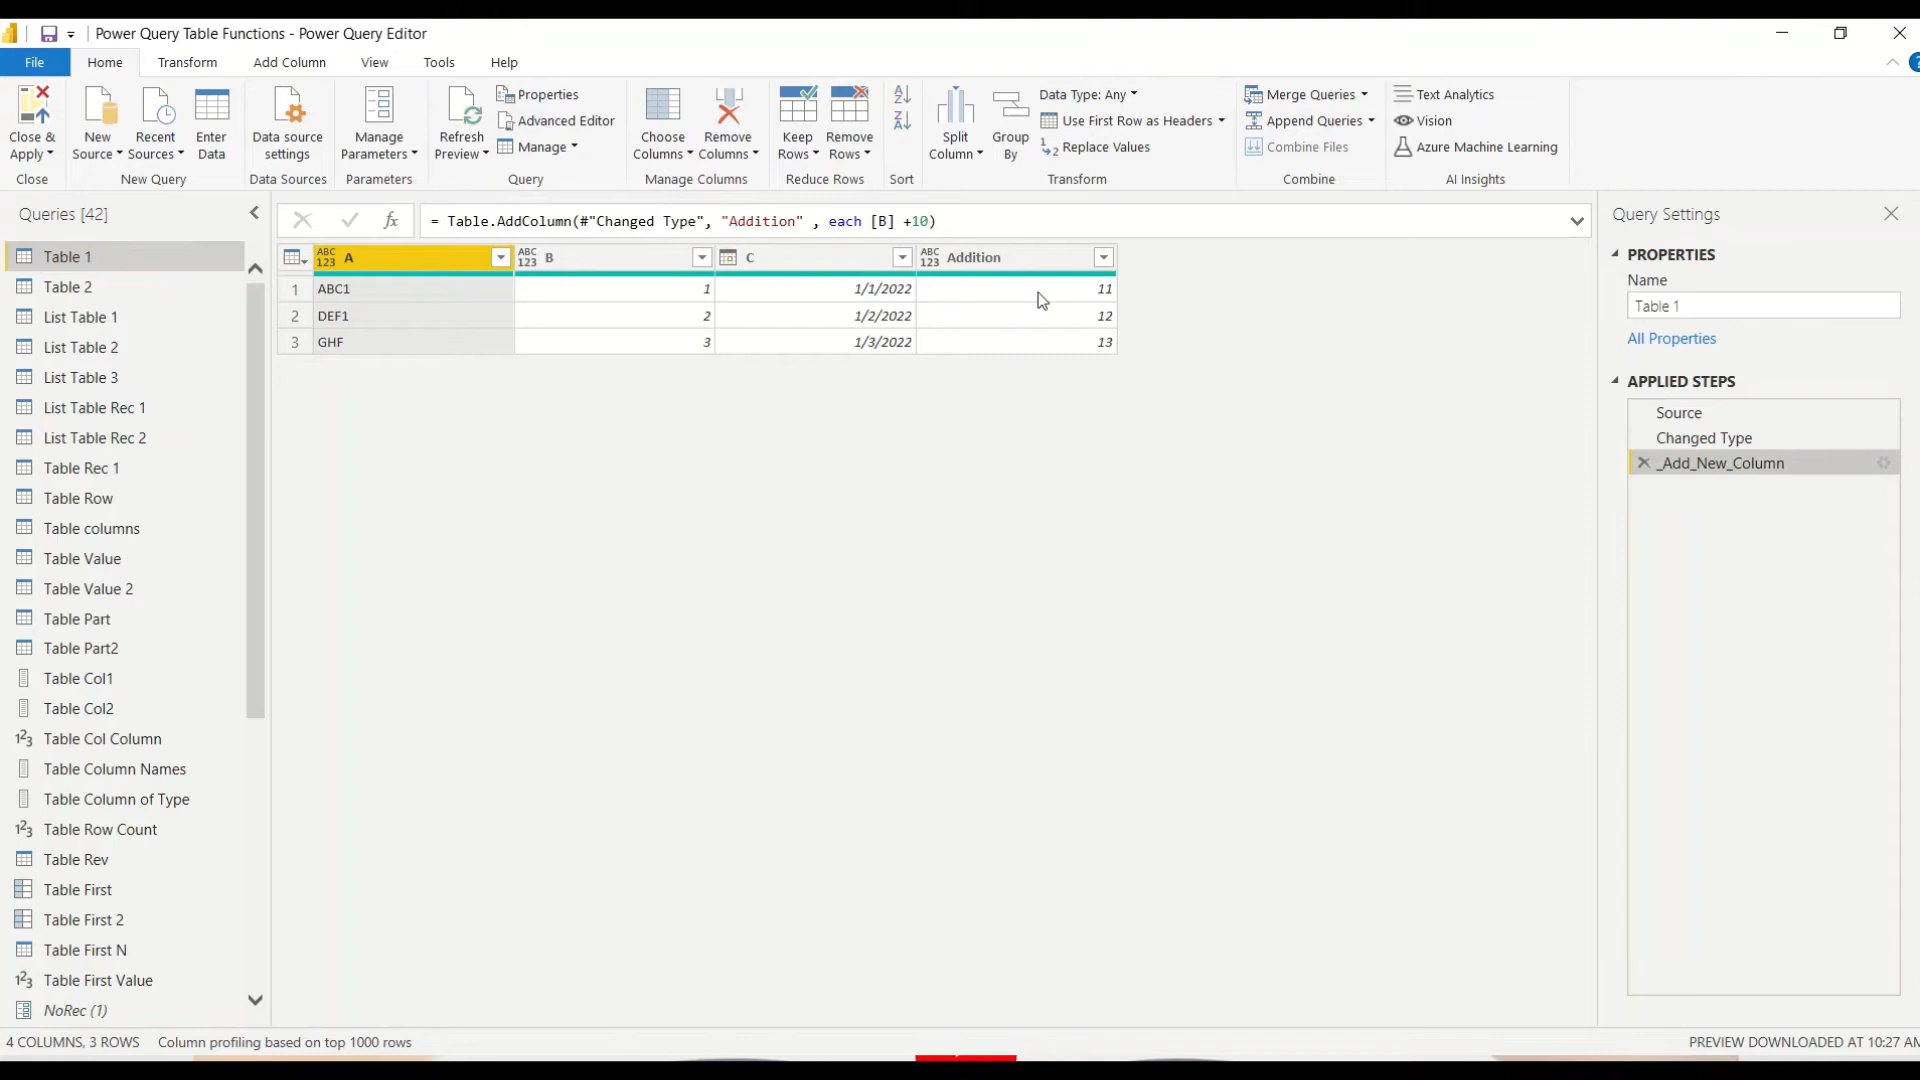 Power Query Table Functions - Power Query Editor
File Home Transform Add Column View Tools Help
Close & Apply
Close
New Source
Recent Sources
Enter Data
New Query
Data source settings
Data Sources
Manage Parameters
Parameters
Refresh Preview
Properties
Advanced Editor
Manage
Query
Choose Columns
Remove Columns
Manage Columns
Keep Rows
Remove Rows
Reduce Rows
Sort
Split Column
Group By
Data Type: Any
Use First Row as Headers
Replace Values
Transform
Merge Queries
Append Queries
Combine Files
Combine
Text Analytics
Vision
Azure Machine Learning
AI Insights
Queries [42]
Table 1
Table 2
List Table 1
List Table 2
List Table 3
List Table Rec 1
List Table Rec 2
Table Rec 1
Table Row
Table columns
Table Value
Table Value 2
Table Part
Table Part2
Table Col1
Table Col2
Table Col Column
Table Column Names
Table Column of Type
Table Row Count
Table Rev
Table First
Table First 2
Table First N
Table First Value
NoRec (1)
fx = Table.AddColumn(#"Changed Type", "Addition" , each [B] +10)
ABC 123 A ABC 123 B C ABC 123 Addition
1 ABC1 1 1/1/2022 11
2 DEF1 2 1/2/2022 12
3 GHF 3 1/3/2022 13
Query Settings
PROPERTIES
Name
Table 1
All Properties
APPLIED STEPS
Source
Changed Type
_Add_New_Column
4 COLUMNS, 3 ROWS Column profiling based on top 1000 rows
PREVIEW DOWNLOADED AT 10:27 AM